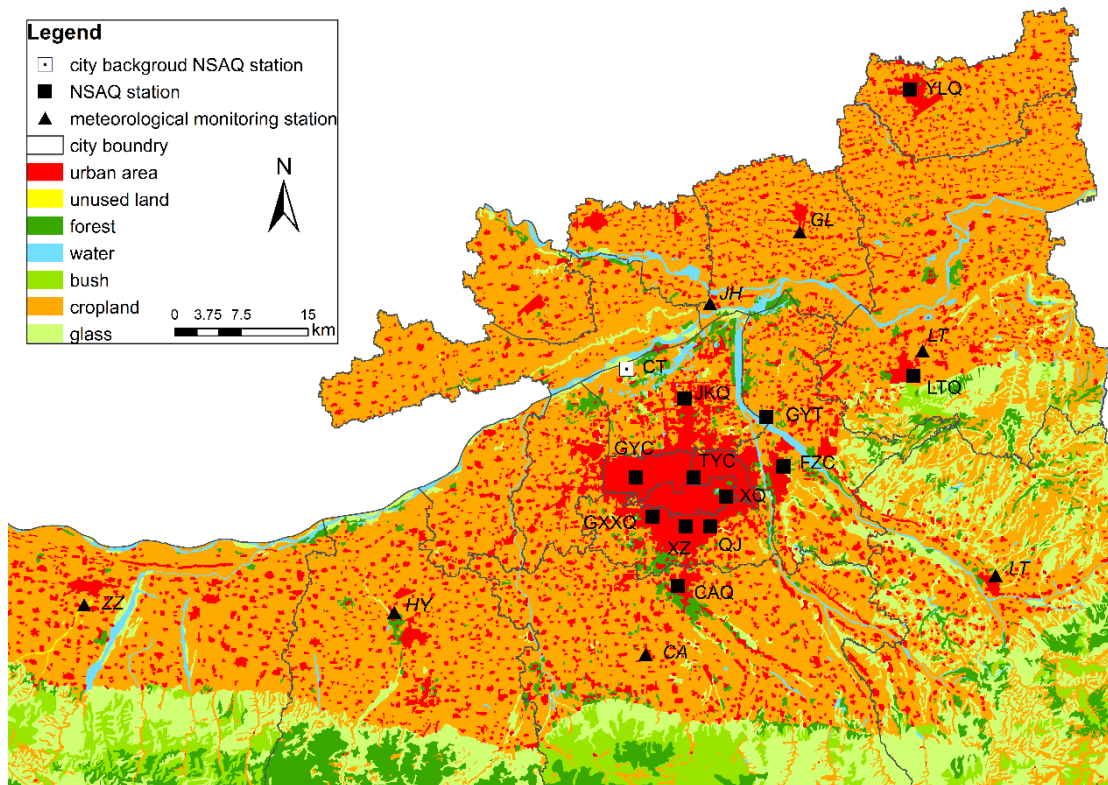 Legend
city backgroud NSAQ station
NSAQ station
meteorological monitoring station
city boundry
urban area
unused land
forest
water
bush
cropland
glass
N
0 3.75 7.5 15
km
YLQ
GL
JH
LT
CT
LTQ
JKQ
GYT
GYC
TYC
FZC
XQ
GXXQ
XZ
QJ
LT
CAQ
ZZ
HY
CA